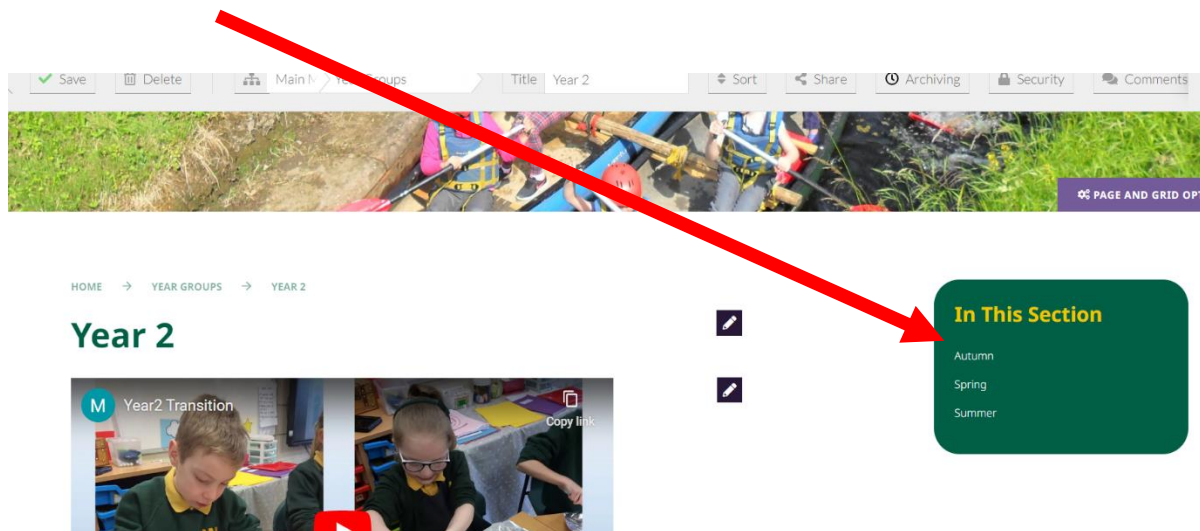 Save Delete Main M Year Groups Title Year 2 Sort Share Archiving Security Comments
PAGE AND GRID OPT
HOME → YEAR GROUPS → YEAR 2
Year 2
M Year2 Transition
Copy link
In This Section
Autumn
Spring
Summer